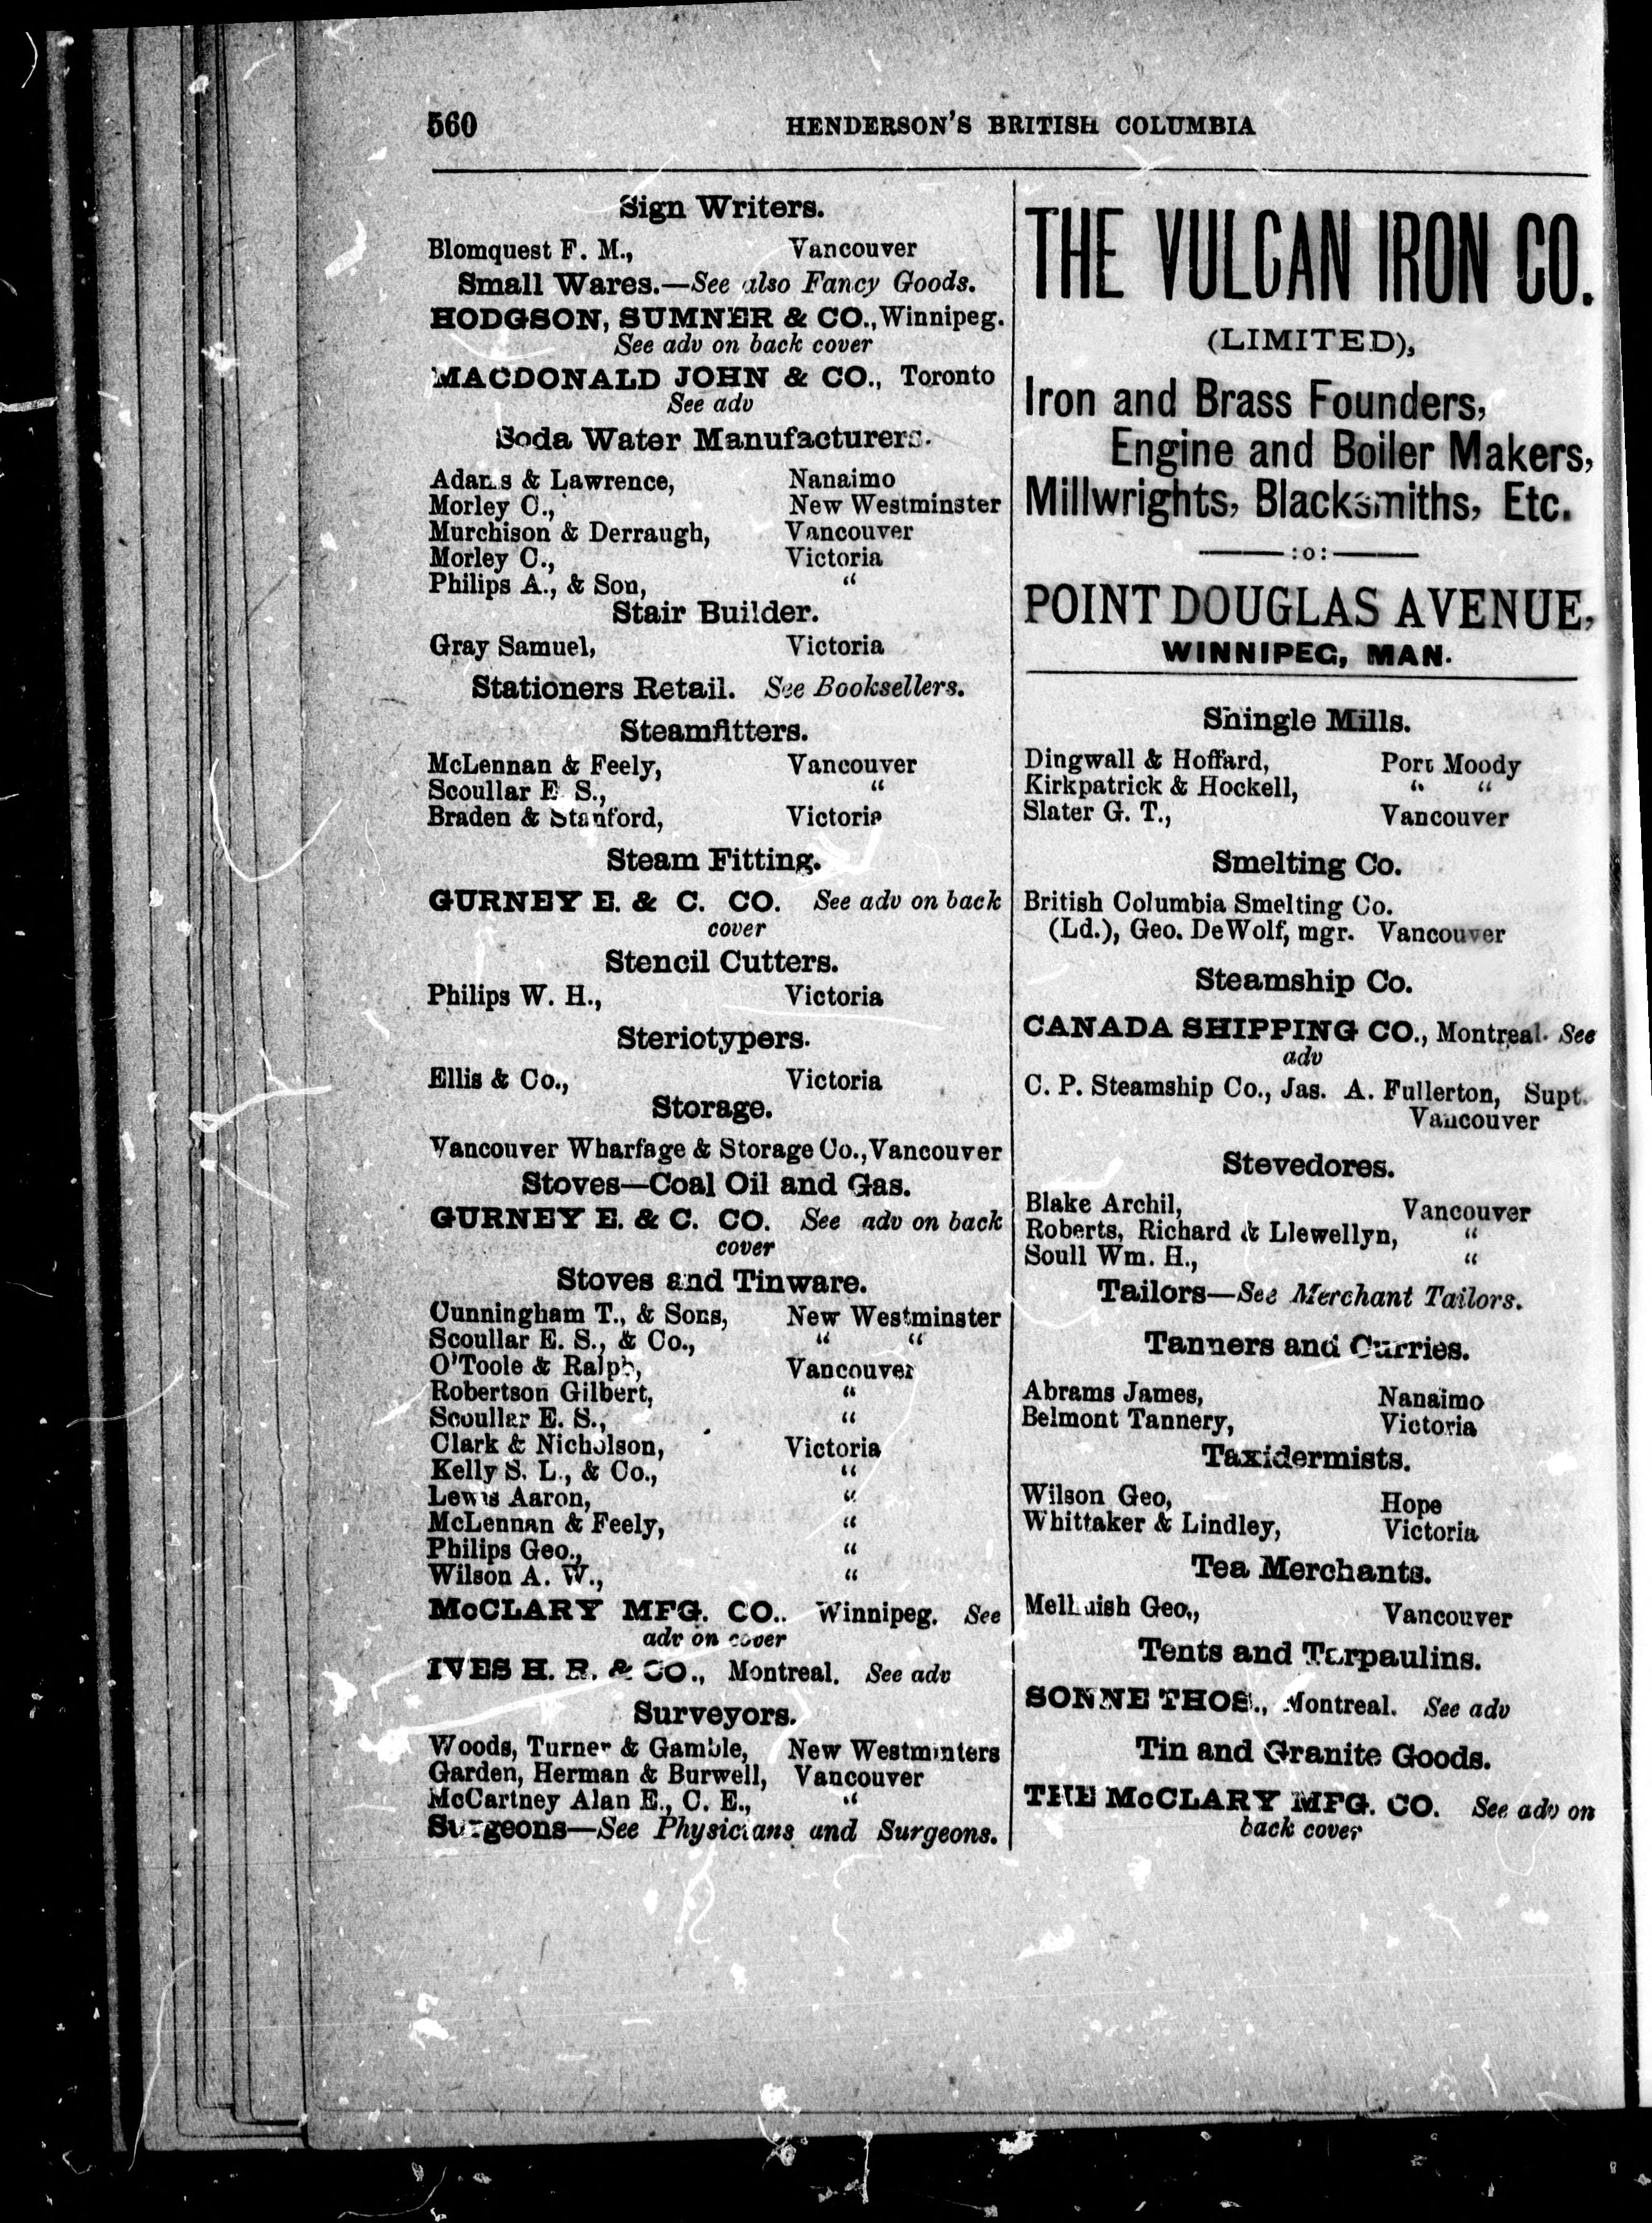 560
HENDERSON'S BRITISH COLUMBIA
Sign Writers.
Blomquest F. M., Vancouver
Small Wares.—See also Fancy Goods.
HODGSON, SUMNER & CO., Winnipeg.
See adv on back cover
MACDONALD JOHN & CO., Toronto
See adv
Soda Water Manufacturers.
Adams & Lawrence, Nanaimo
Morley C., New Westminster
Murchison & Derraugh, Vancouver
Morley C., Victoria
Philips A., & Son, "
Stair Builder.
Gray Samuel, Victoria
Stationers Retail. See Booksellers.
Steamfitters.
McLennan & Feely, Vancouver
Scoullar E. S., "
Braden & Stanford, Victoria
Steam Fitting.
GURNEY E. & C. CO. See adv on back
cover
Stencil Cutters.
Philips W. H., Victoria
Steriotypers.
Ellis & Co., Victoria
Storage.
Vancouver Wharfage & Storage Co., Vancouver
Stoves—Coal Oil and Gas.
GURNEY E. & C. CO. See adv on back
cover
Stoves and Tinware.
Cunningham T., & Sons, New Westminster
Scoullar E. S., & Co., " "
O'Toole & Ralph, Vancouver
Robertson Gilbert, "
Scoullar E. S., "
Clark & Nicholson, Victoria
Kelly S. L., & Co., "
Lewis Aaron, "
McLennan & Feely, "
Philips Geo., "
Wilson A. W., "
McCLARY MFG. CO.. Winnipeg. See
adv on cover
IVES H. R. & CO., Montreal. See adv
Surveyors.
Woods, Turner & Gamble, New Westminters
Garden, Herman & Burwell, Vancouver
McCartney Alan E., C. E., "
Surgeons—See Physicians and Surgeons.
THE VULCAN IRON CO.
(LIMITED),
Iron and Brass Founders,
Engine and Boiler Makers,
Millwrights, Blacksmiths, Etc.
:o:
POINT DOUGLAS AVENUE,
WINNIPEG, MAN.
Shingle Mills.
Dingwall & Hoffard, Port Moody
Kirkpatrick & Hockell, " "
Slater G. T., Vancouver
Smelting Co.
British Columbia Smelting Co.
(Ld.), Geo. DeWolf, mgr. Vancouver
Steamship Co.
CANADA SHIPPING CO., Montreal. See
adv
C. P. Steamship Co., Jas. A. Fullerton, Supt.
Vancouver
Stevedores.
Blake Archil, Vancouver
Roberts, Richard & Llewellyn, "
Soull Wm. H., "
Tailors—See Merchant Tailors.
Tanners and Curries.
Abrams James, Nanaimo
Belmont Tannery, Victoria
Taxidermists.
Wilson Geo, Hope
Whittaker & Lindley, Victoria
Tea Merchants.
Melhuish Geo., Vancouver
Tents and Tarpaulins.
SONNE THOS., Montreal. See adv
Tin and Granite Goods.
THE McCLARY MFG. CO. See adv on
back cover